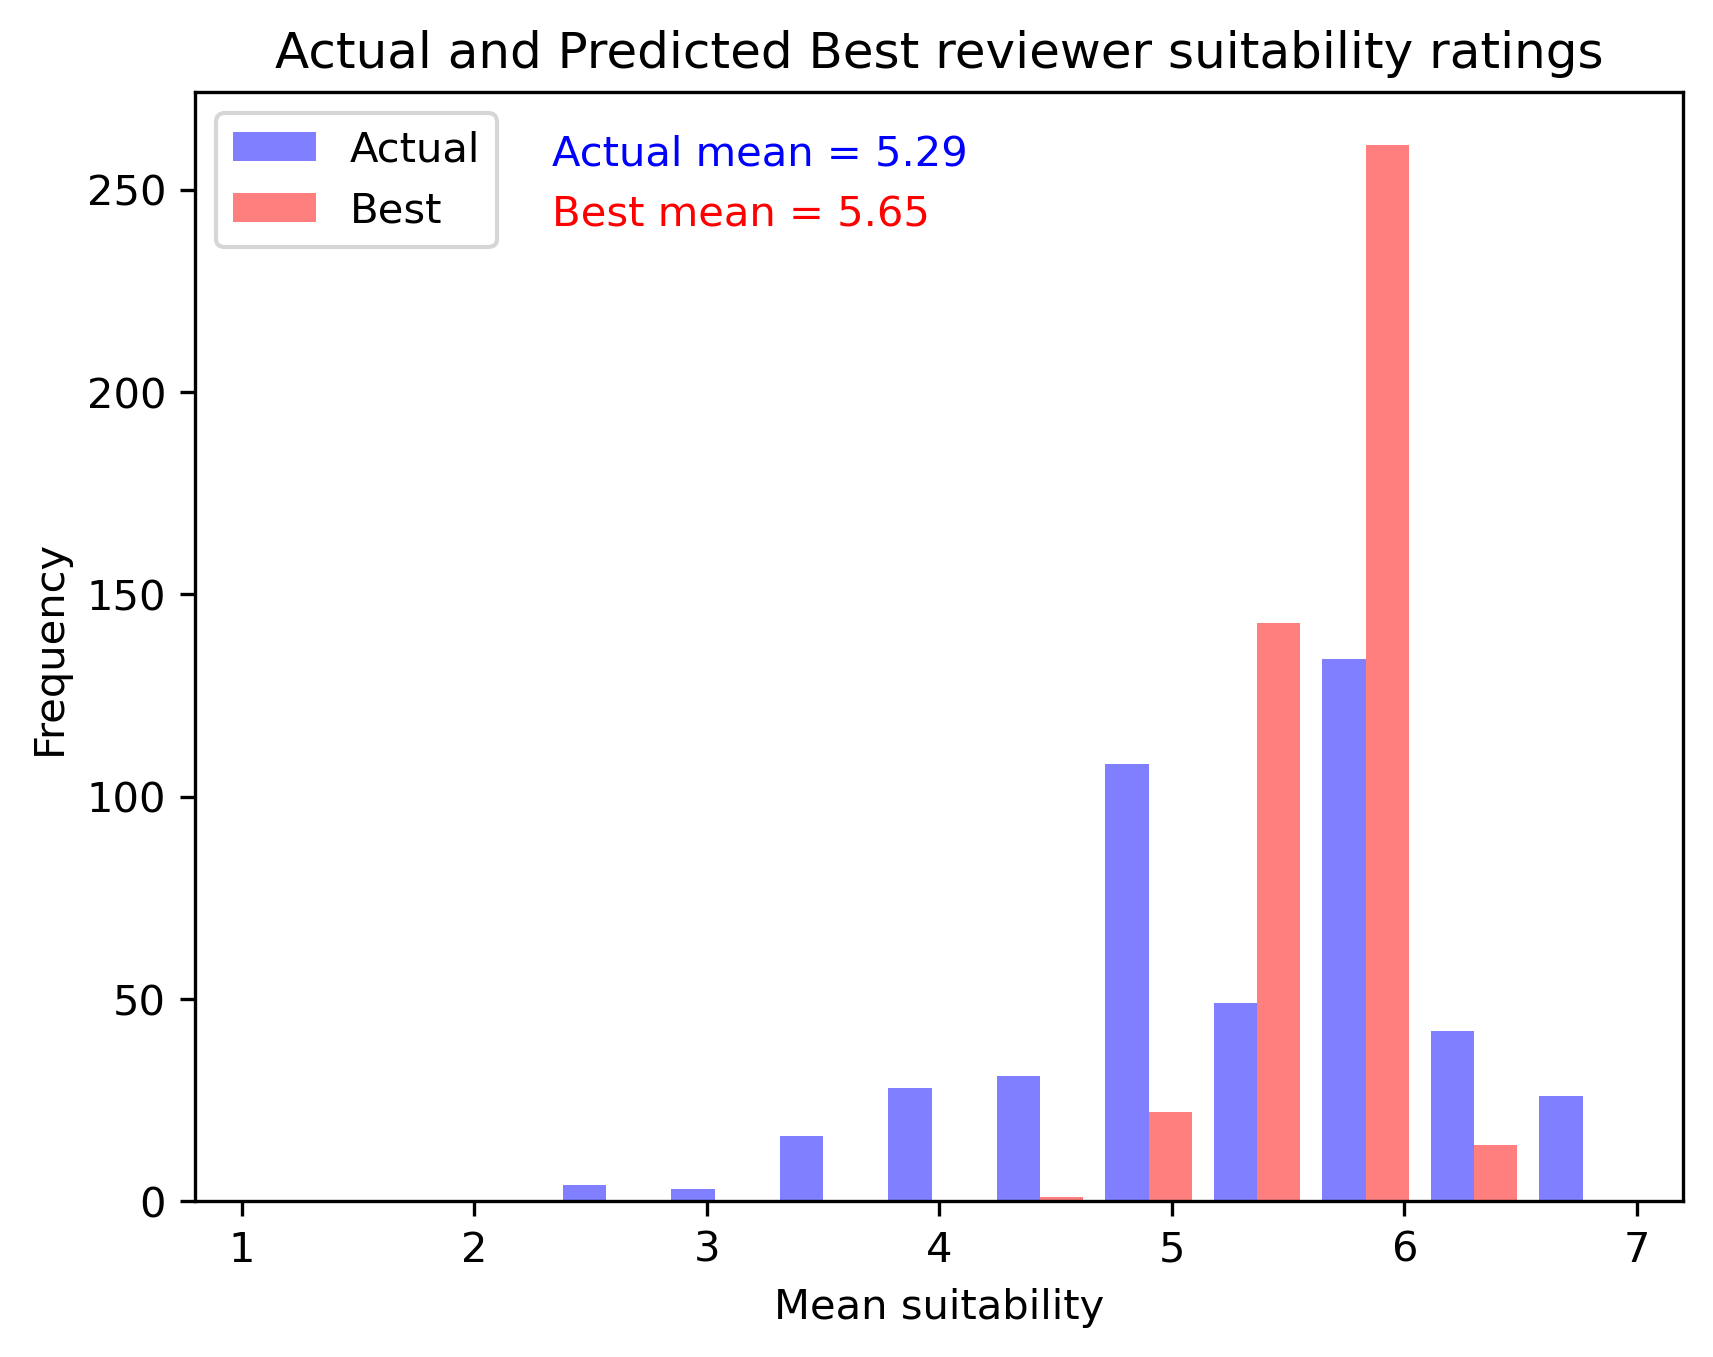 Actual and Predicted Best reviewer suitability ratings
Actual
Best
Actual mean = 5.29
Best mean = 5.65
250
200
150
100
50
0
Frequency
1 2 3 4 5 6 7
Mean suitability